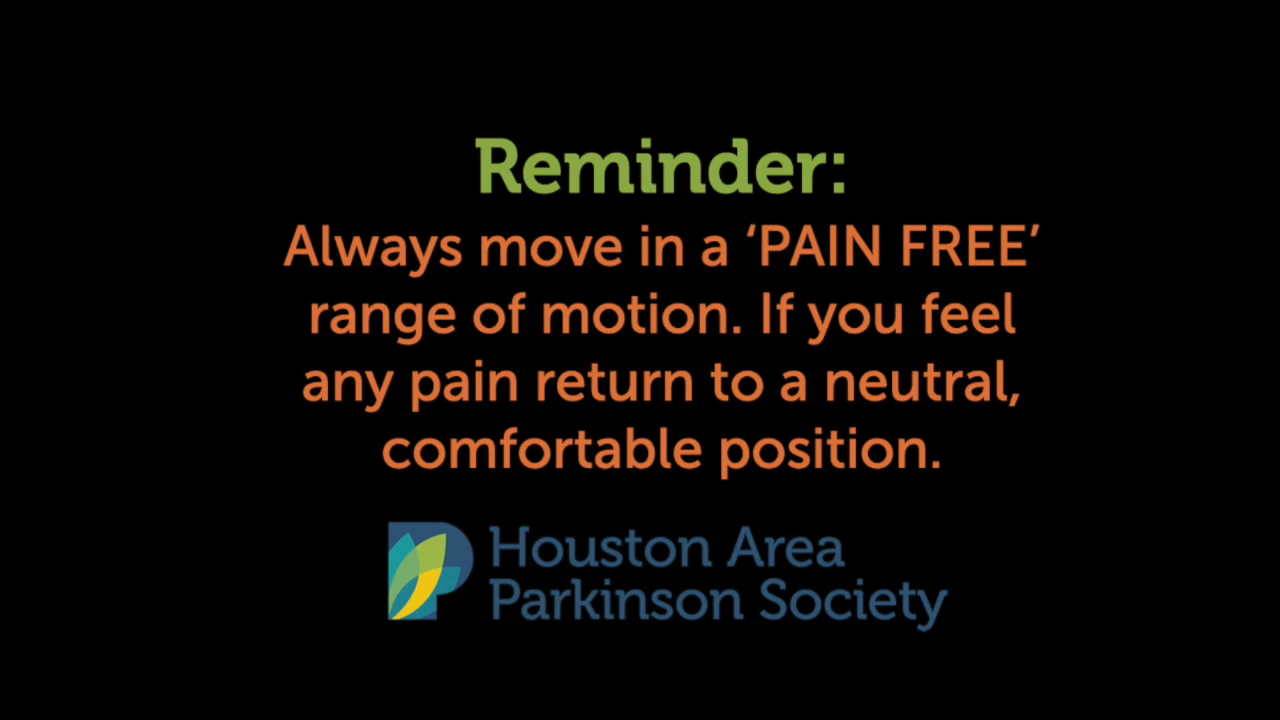 Reminder:
Always move in a ‘PAIN FREE’
range of motion. If you feel
any pain return to a neutral,
comfortable position.
Houston Area
Parkinson Society